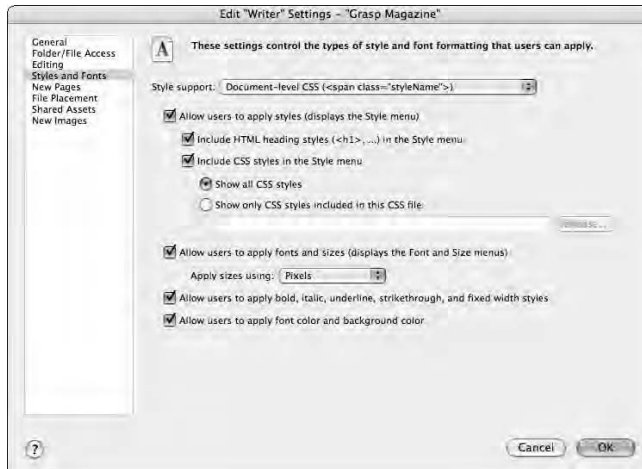 Edit "Writer" Settings – "Grasp Magazine"
General
Folder/File Access
Editing
Styles and Fonts
New Pages
File Placement
Shared Assets
New Images
These settings control the types of style and font formatting that users can apply.
Style support: Document-level CSS (<span class="styleName">)
Allow users to apply styles (displays the Style menu)
Include HTML heading styles (<h1>, ...) in the Style menu
Include CSS styles in the Style menu
Show all CSS styles
Show only CSS styles included in this CSS file:
Browse...
Allow users to apply fonts and sizes (displays the Font and Size menus)
Apply sizes using: Pixels
Allow users to apply bold, italic, underline, strikethrough, and fixed width styles
Allow users to apply font color and background color
?
Cancel OK